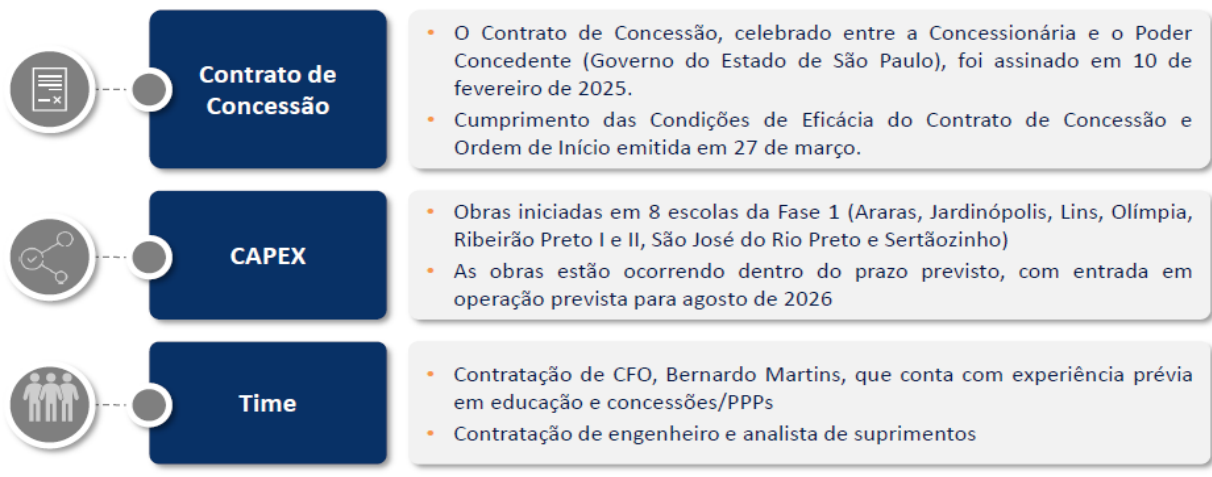 Contrato de
Concessão
• O Contrato de Concessão, celebrado entre a Concessionária e o Poder
Concedente (Governo do Estado de São Paulo), foi assinado em 10 de
fevereiro de 2025.
• Cumprimento das Condições de Eficácia do Contrato de Concessão e
Ordem de Início emitida em 27 de março.
CAPEX
• Obras iniciadas em 8 escolas da Fase 1 (Araras, Jardinópolis, Lins, Olímpia,
Ribeirão Preto I e II, São José do Rio Preto e Sertãozinho)
• As obras estão ocorrendo dentro do prazo previsto, com entrada em
operação prevista para agosto de 2026
Time
• Contratação de CFO, Bernardo Martins, que conta com experiência prévia
em educação e concessões/PPPs
• Contratação de engenheiro e analista de suprimentos